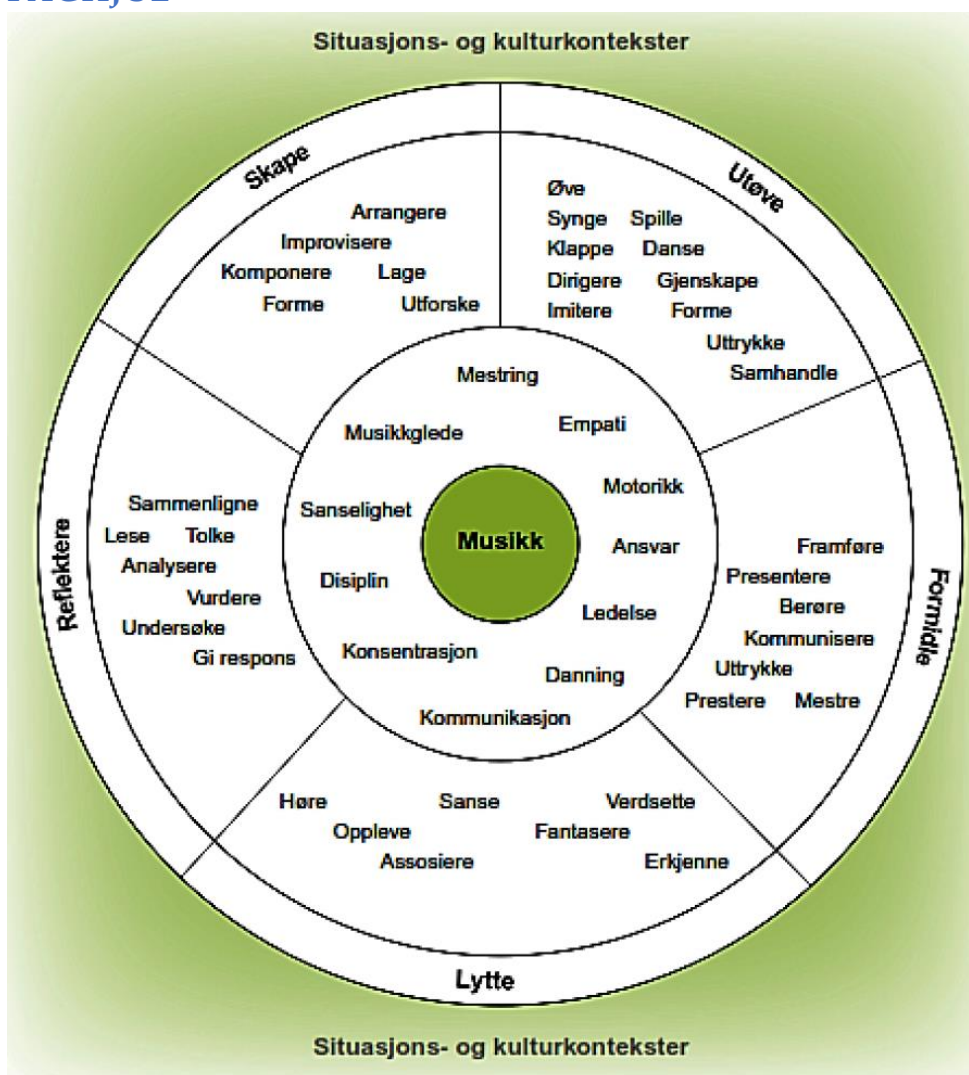 Situasjons- og kulturkontekster
Skape
Arrangere
Improvisere
Komponere Lage
Forme Utforske
Utøve
Øve
Synge Spille
Klappe Danse
Dirigere Gjenskape
Imitere Forme
Uttrykke
Samhandle
Formidle
Framføre
Presentere
Berøre
Kommunisere
Uttrykke
Prestere Mestre
Lytte
Høre Sanse Verdsette
Oppleve Fantasere
Assosiere Erkjenne
Reflektere
Sammenligne
Lese Tolke
Analysere
Vurdere
Undersøke
Gi respons
Mestring
Musikkglede Empati
Sanselighet Motorikk
Musikk
Ansvar
Disiplin Ledelse
Konsentrasjon Danning
Kommunikasjon
Situasjons- og kulturkontekster